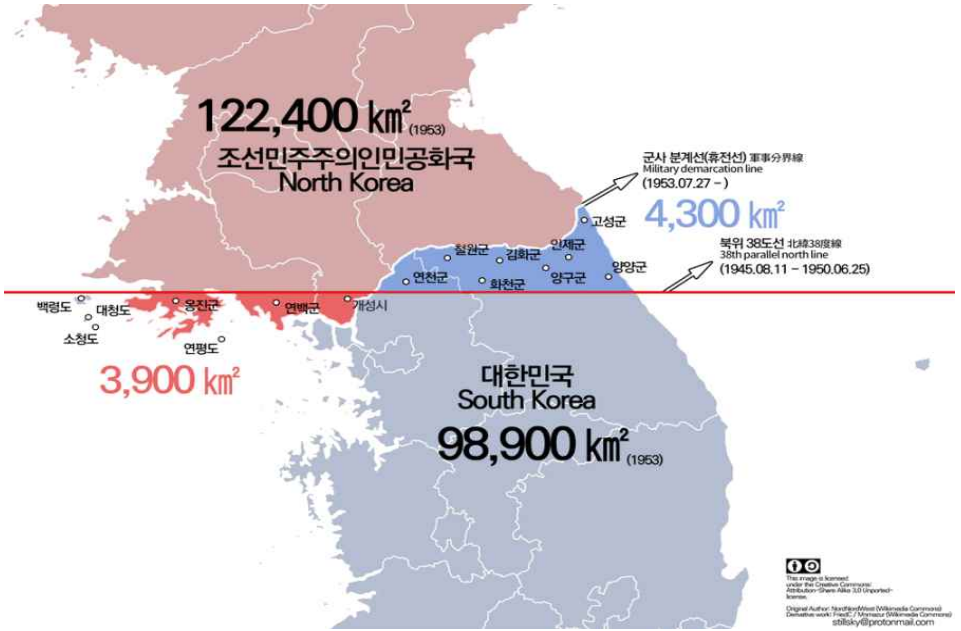 122,400 km² (1953)
조선민주주의인민공화국
North Korea
군사 분계선(휴전선) 軍事分界線
Military demarcation line
(1953.07.27 - )
4,300 km²
고성군
북위 38도선 北緯38度線
38th parallel north line
(1945.08.11 - 1950.06.25)
철원군
김화군
인제군
연천군
화천군
양구군
양양군
백령도
대청도
소청도
옹진군
연백군
개성시
연평도
3,900 km²
대한민국
South Korea
98,900 km² (1953)
This image is licensed
under the Creative Commons
Attribution-Share Alike 3.0 Unported-
license.
Original Author: NordNordWest (Wikimedia Commons)
Derivative work: FriedC / Mnmazur (Wikimedia Commons)
stillsky@protonmail.com